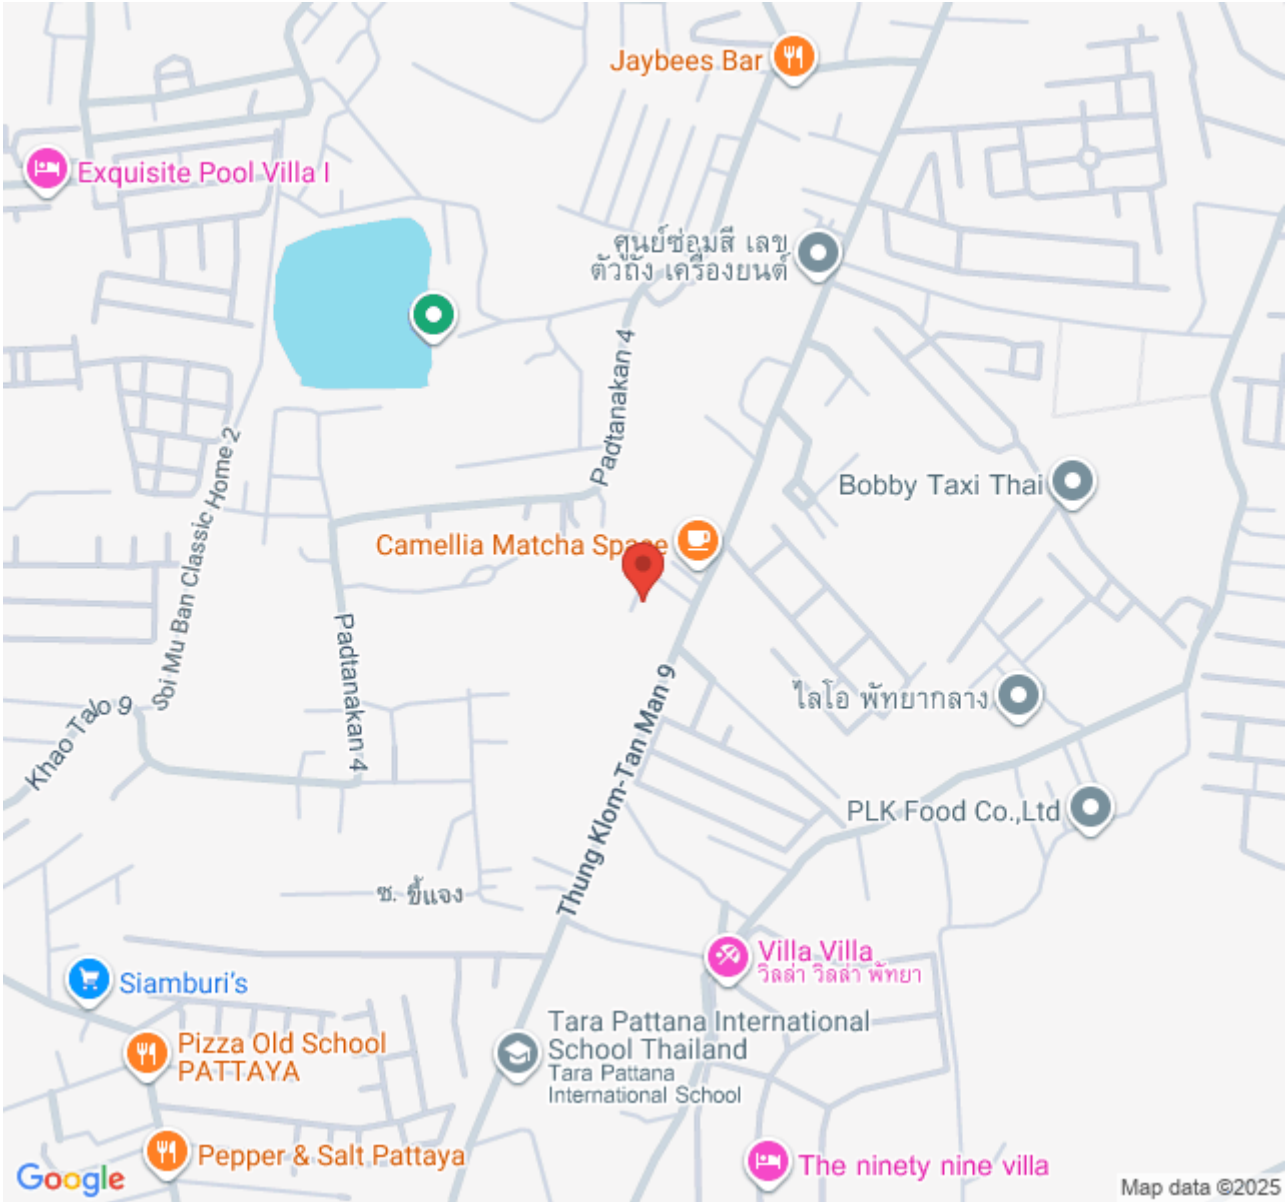 Jaybees Bar
Exquisite Pool Villa I
ศูนย์ซ่อมสี เลข
ตัวถัง เครื่องยนต์
Padtanakan 4
Soi Mu Ban Classic Home 2
Bobby Taxi Thai
Camellia Matcha Space
Padtanakan 4
Khao Talo 9
Thung Klom-Tan Man 9
ไลโอ พัทยากลาง
PLK Food Co.,Ltd
ซ. ขี้แจง
Villa Villa
วิลล่า วิลล่า พัทยา
Siamburi's
Tara Pattana International
School Thailand
Tara Pattana
International School
Pizza Old School
PATTAYA
Pepper & Salt Pattaya
The ninety nine villa
Google
Map data ©2025